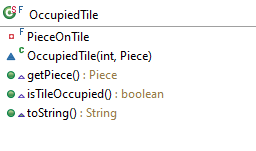 S F OccupiedTile
F PieceOnTile
C OccupiedTile(int, Piece)
getPiece() : Piece
isTileOccupied() : boolean
toString() : String